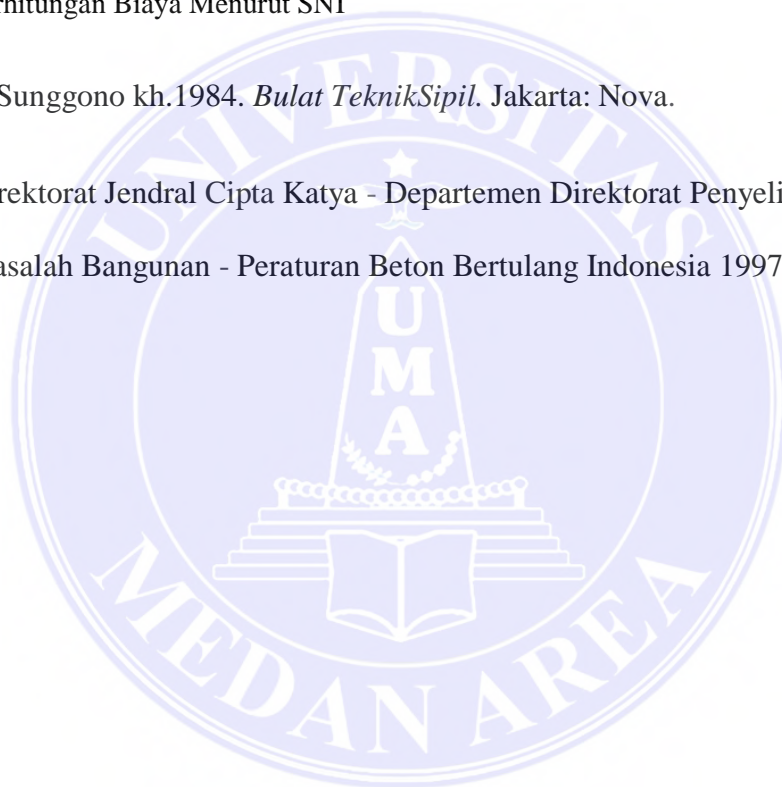 rhitungan Biaya Menurut SNI
Sunggono kh.1984. Bulat TeknikSipil. Jakarta: Nova.
rektorat Jendral Cipta Katya - Departemen Direktorat Penyeli
asalah Bangunan - Peraturan Beton Bertulang Indonesia 1997
UNIVERSITAS
U
M
A
MEDAN AREA